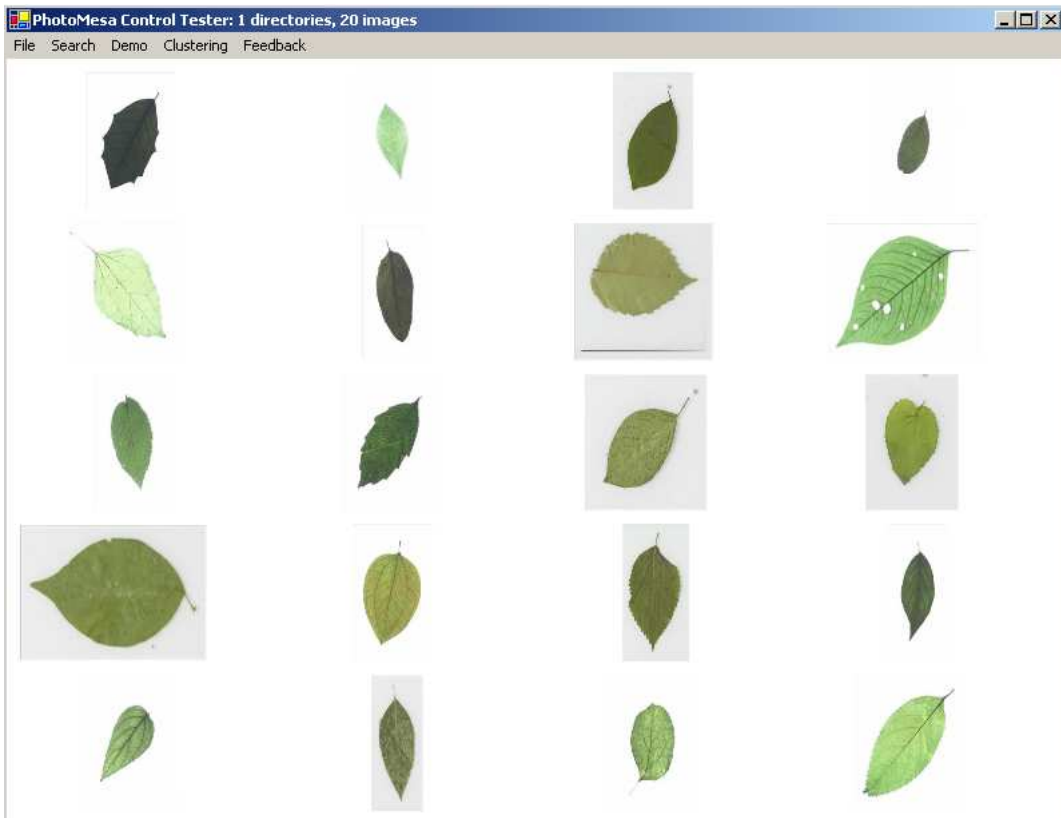 PhotoMesa Control Tester: 1 directories, 20 images
File Search Demo Clustering Feedback